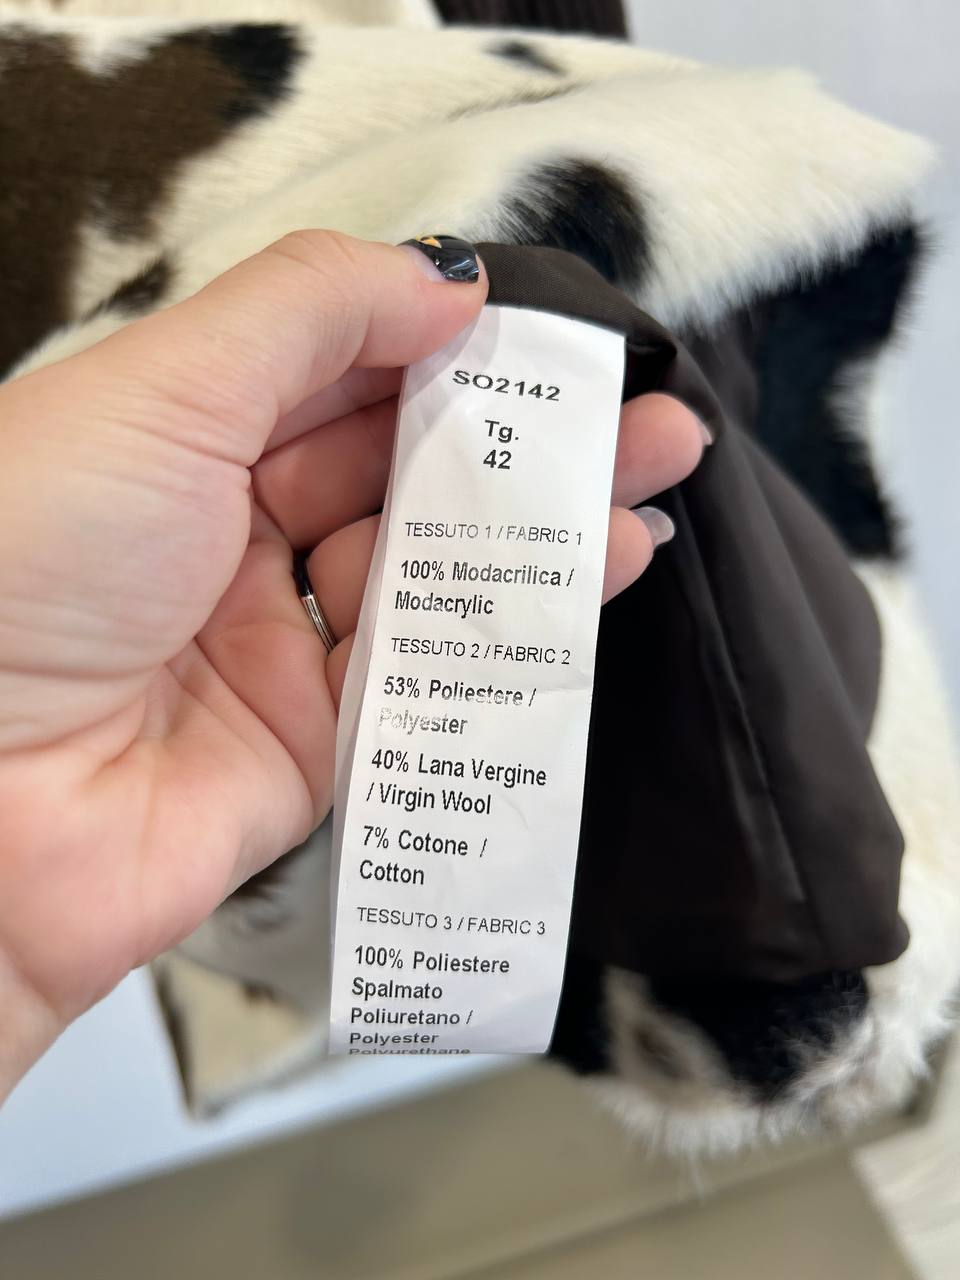 SO2142
Tg.
42
TESSUTO 1 / FABRIC 1
100% Modacrilica /
Modacrylic
TESSUTO 2 / FABRIC 2
53% Poliestere /
Polyester
40% Lana Vergine
/ Virgin Wool
7% Cotone /
Cotton
TESSUTO 3 / FABRIC 3
100% Poliestere
Spalmato
Poliuretano /
Polyester
Polyurethane